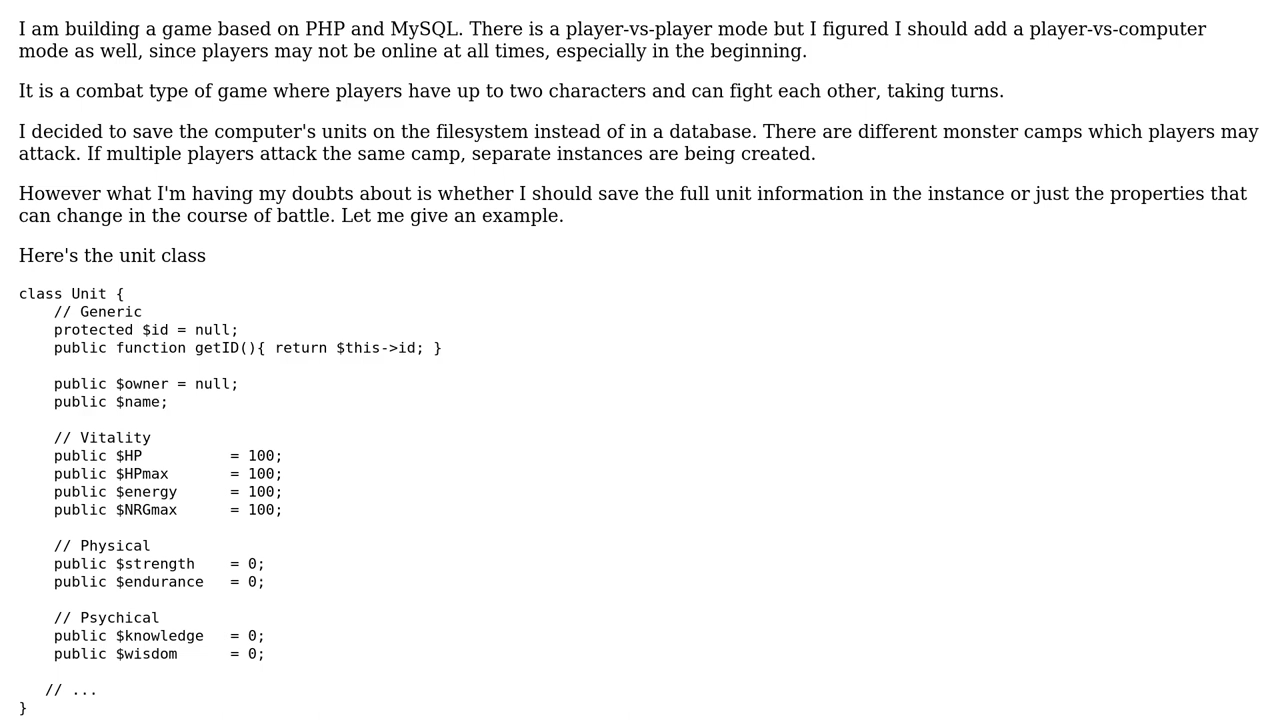 I am building a game based on PHP and MySQL. There is a player-vs-player mode but I figured I should add a player-vs-computer
mode as well, since players may not be online at all times, especially in the beginning.
It is a combat type of game where players have up to two characters and can fight each other, taking turns.
I decided to save the computer's units on the filesystem instead of in a database. There are different monster camps which players may
attack. If multiple players attack the same camp, separate instances are being created.
However what I'm having my doubts about is whether I should save the full unit information in the instance or just the properties that
can change in the course of battle. Let me give an example.
Here's the unit class
class Unit {
    // Generic
    protected $id = null;
    public function getID(){ return $this->id; }

    public $owner = null;
    public $name;

    // Vitality
    public $HP          = 100;
    public $HPmax       = 100;
    public $energy      = 100;
    public $NRGmax      = 100;

    // Physical
    public $strength    = 0;
    public $endurance   = 0;

    // Psychical
    public $knowledge   = 0;
    public $wisdom      = 0;

   // ...
}